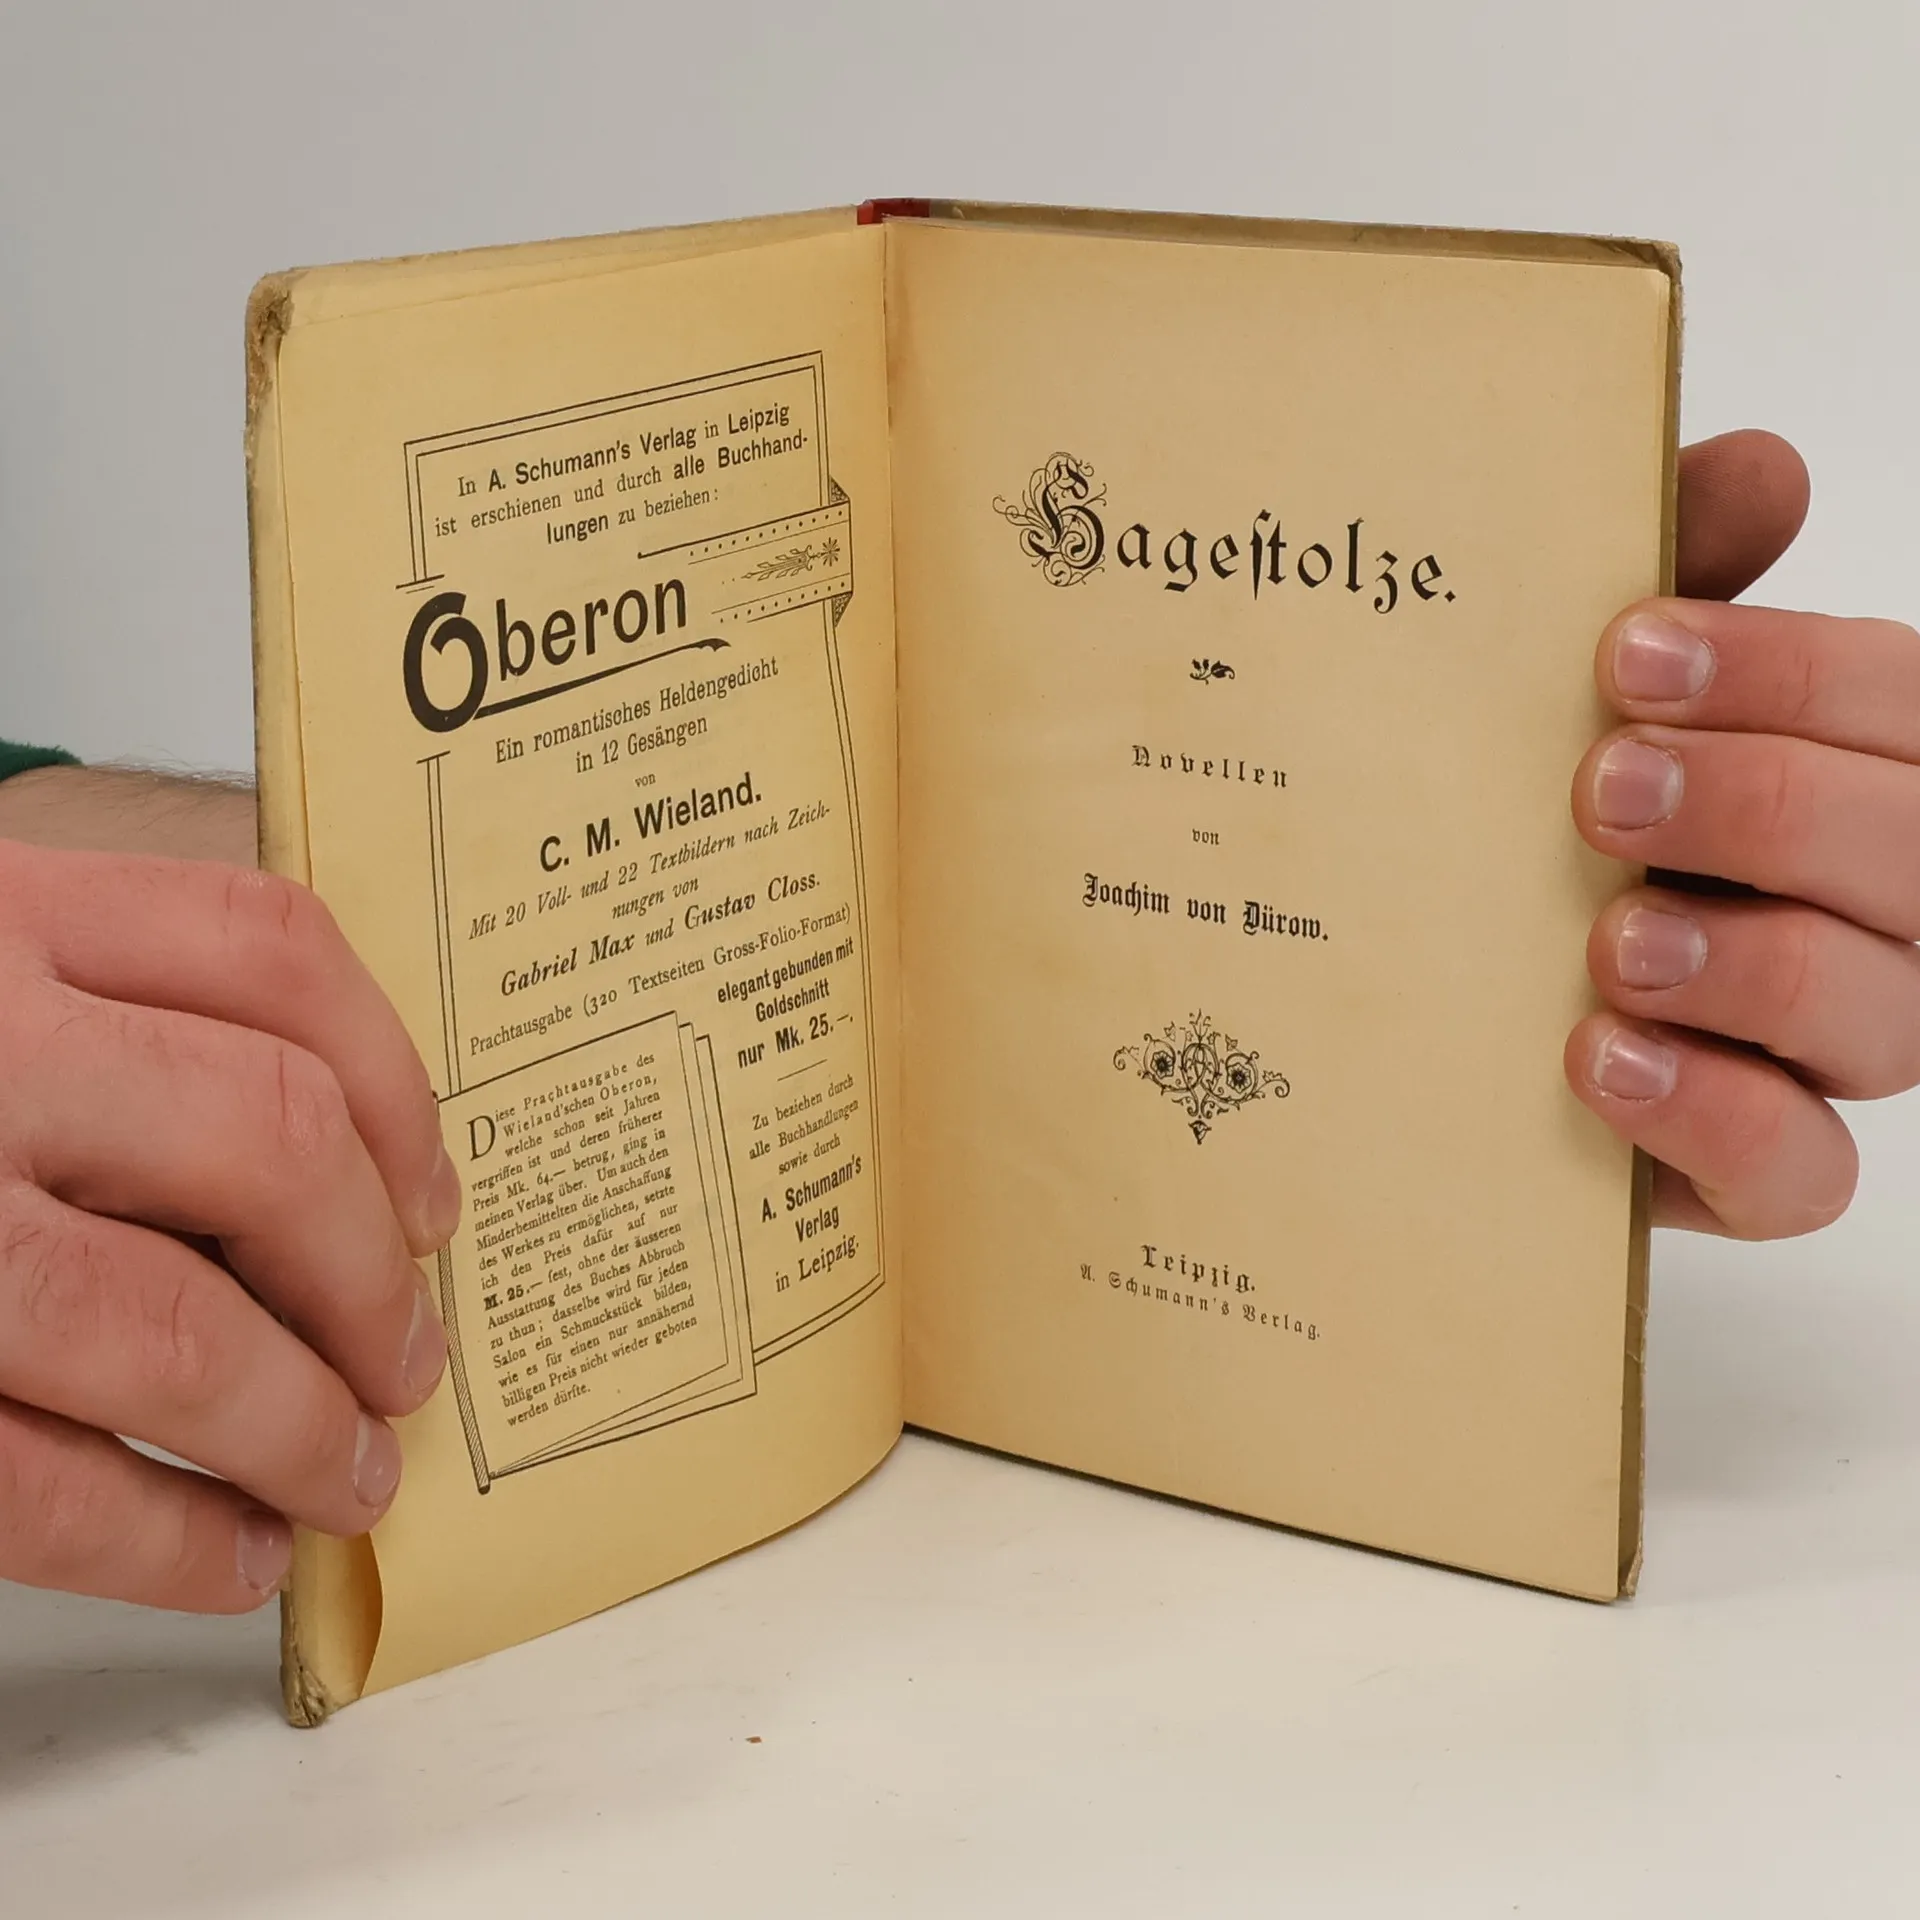 In A. Schumann's Verlag in Leipzig
ist erschienen und durch alle Buchhand-
lungen zu beziehen:
Oberon
Ein romantisches Heldengedicht
in 12 Gesängen
von
C. M. Wieland.
Mit 20 Voll- und 22 Textbildern nach Zeich-
nungen von
Gabriel Max und Gustav Closs.
Prachtausgabe (320 Textseiten Gross-Folio-Format)
elegant gebunden mit
Goldschnitt
nur Mk. 25.—.
Zu beziehen durch
alle Buchhandlungen
sowie durch
A. Schumann's
Verlag
in Leipzig.
Diese Prachtausgabe des
Wieland'schen Oberon,
welche schon seit Jahren
vergriffen ist und deren früherer
Preis Mk. 64.— betrug, ging in
meinen Verlag über. Um auch den
Minderbemittelten die Anschaffung
des Werkes zu ermöglichen, setzte
ich den Preis dafür auf nur
M. 25.— fest, ohne der äusseren
Ausstattung des Buches Abbruch
zu thun; dasselbe wird für jeden
Salon ein Schmuckstück bilden,
wie es für einen nur annähernd
billigen Preis nicht wieder geboten
werden dürfte.
Hageſtolze.
Novellen
von
Joachim von Dürow.
Leipzig.
A. Schumann's Verlag.